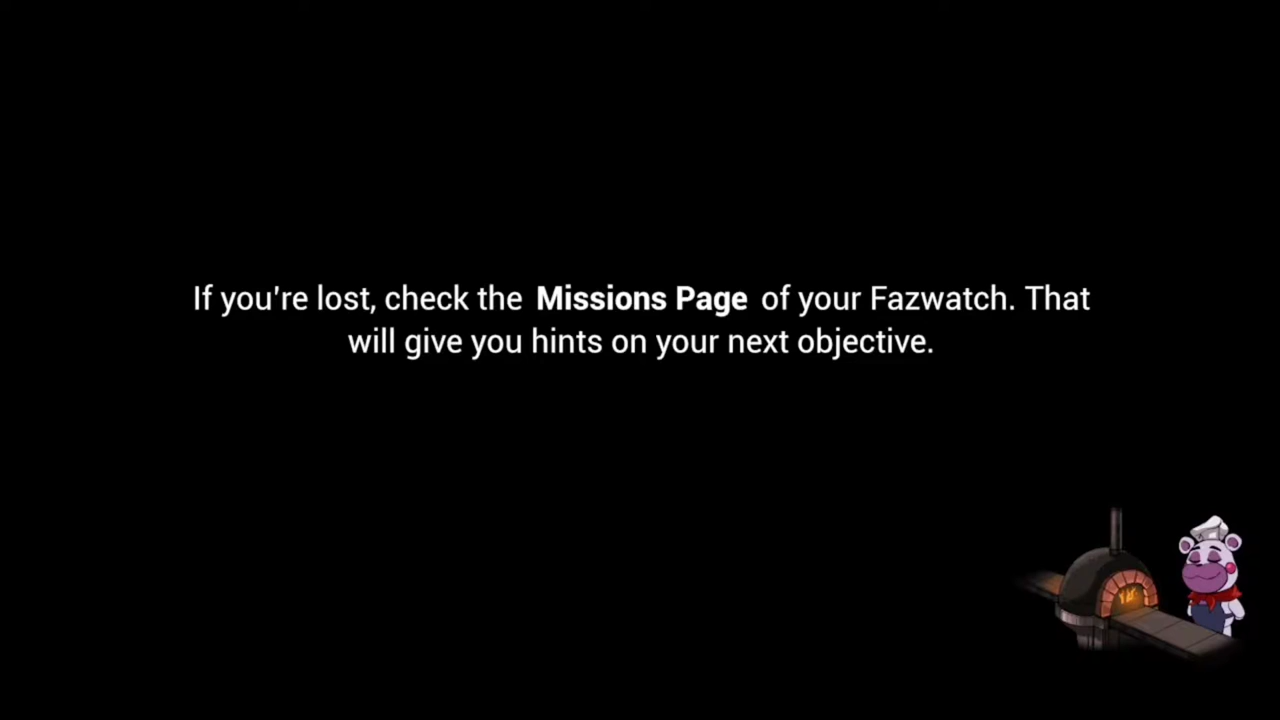 If you're lost, check the Missions Page of your Fazwatch. That
will give you hints on your next objective.